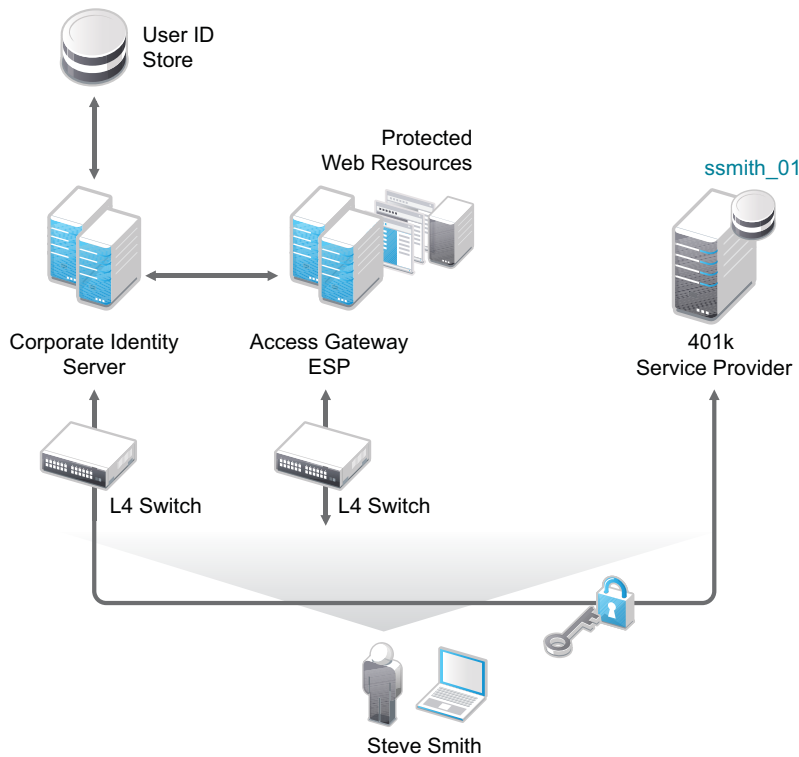 User ID
Store
Protected
Web Resources
ssmith_01
Corporate Identity
Server
Access Gateway
ESP
401k
Service Provider
L4 Switch
L4 Switch
Steve Smith